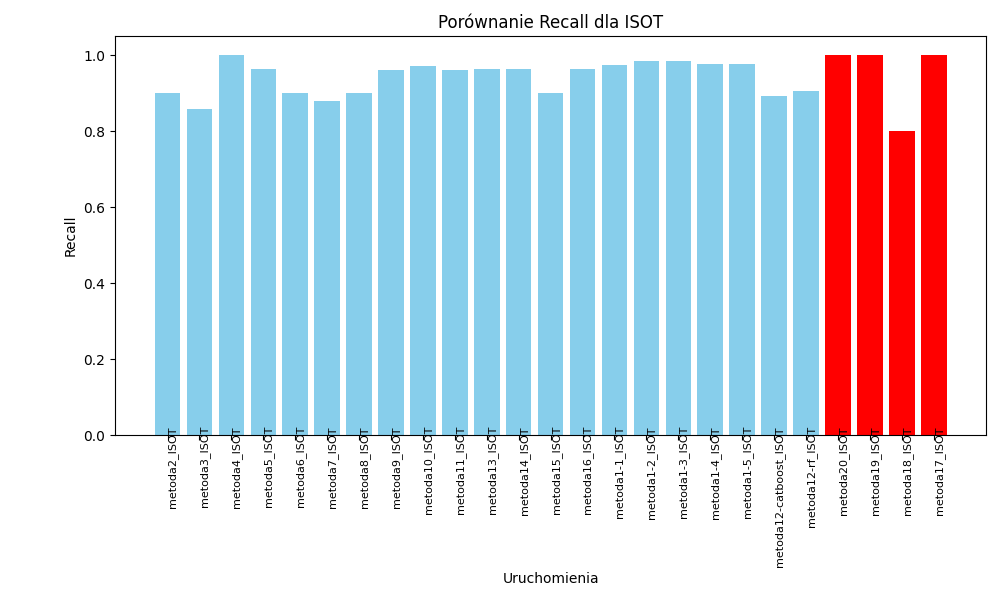 Porównanie Recall dla ISOT
1.0
0.8
0.6
0.4
0.2
0.0
Recall
metoda2_ISOT
metoda3_ISOT
metoda4_ISOT
metoda5_ISOT
metoda6_ISOT
metoda7_ISOT
metoda8_ISOT
metoda9_ISOT
metoda10_ISOT
metoda11_ISOT
metoda13_ISOT
metoda14_ISOT
metoda15_ISOT
metoda16_ISOT
metoda1-1_ISOT
metoda1-2_ISOT
metoda1-3_ISOT
metoda1-4_ISOT
metoda1-5_ISOT
metoda12-catboost_ISOT
metoda12-rf_ISOT
metoda20_ISOT
metoda19_ISOT
metoda18_ISOT
metoda17_ISOT
Uruchomienia